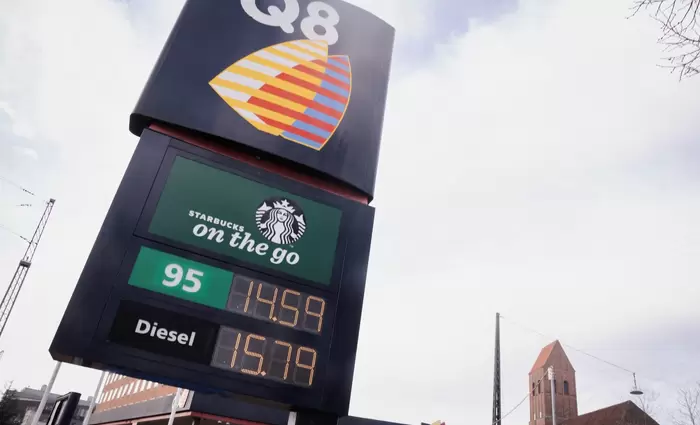 Q8
STARBUCKS
on the go
95 14.59
Diesel 15.79